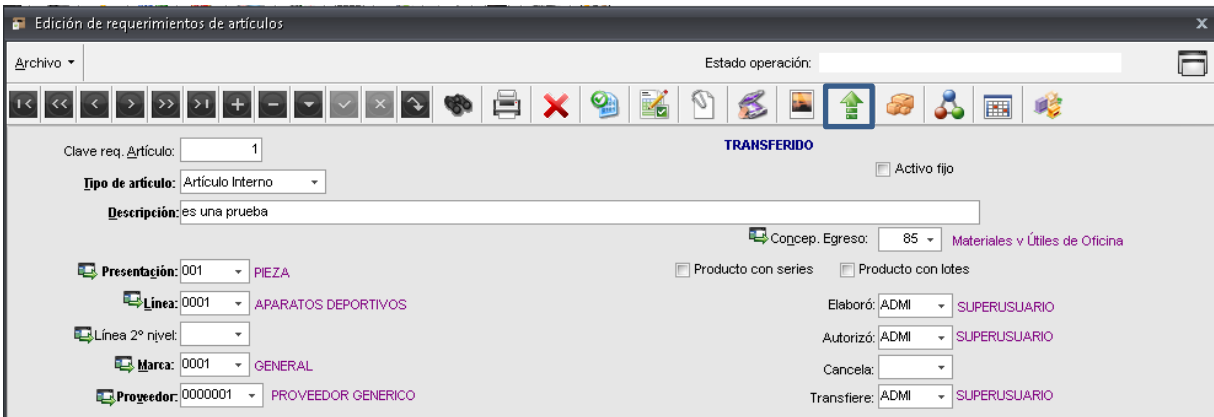 Edición de requerimientos de artículos
Archivo
Estado operación:
Clave req. Artículo: 1
TRANSFERIDO
Activo fijo
Tipo de artículo: Artículo Interno
Descripción: es una prueba
Concep. Egreso: 85 Materiales y Útiles de Oficina
Presentación: 001 PIEZA
Producto con series Producto con lotes
Línea: 0001 APARATOS DEPORTIVOS
Elaboró: ADMI SUPERUSUARIO
Línea 2º nivel:
Autorizó: ADMI SUPERUSUARIO
Marca: 0001 GENERAL
Cancela:
Proveedor: 0000001 PROVEEDOR GENERICO
Transfiere: ADMI SUPERUSUARIO